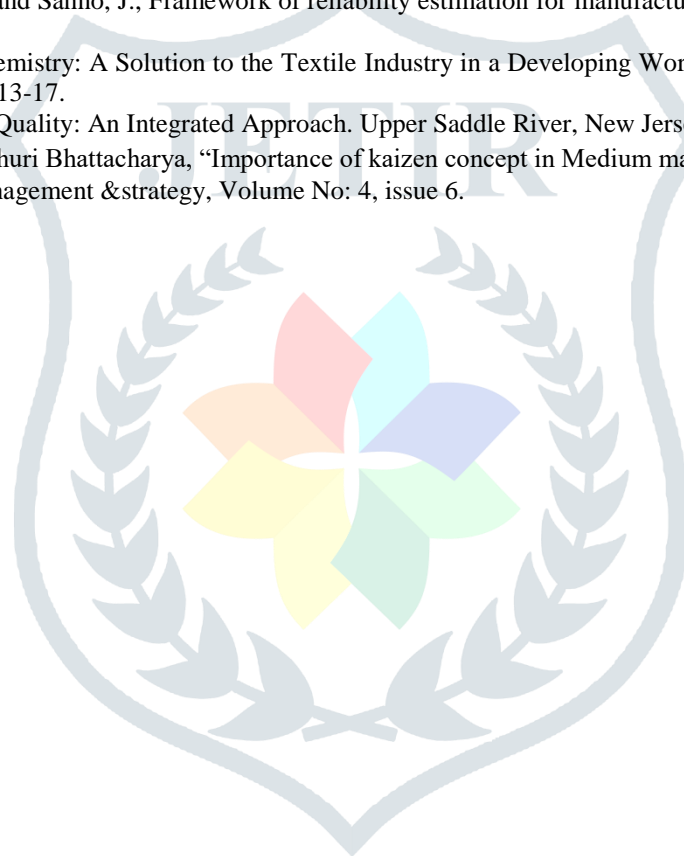 and Sanno, J., Framework of reliability estimation for manufactu
emistry: A Solution to the Textile Industry in a Developing Wor
13-17.
Quality: An Integrated Approach. Upper Saddle River, New Jers
huri Bhattacharya, “Importance of kaizen concept in Medium ma
nagement &strategy, Volume No: 4, issue 6.
JETIR